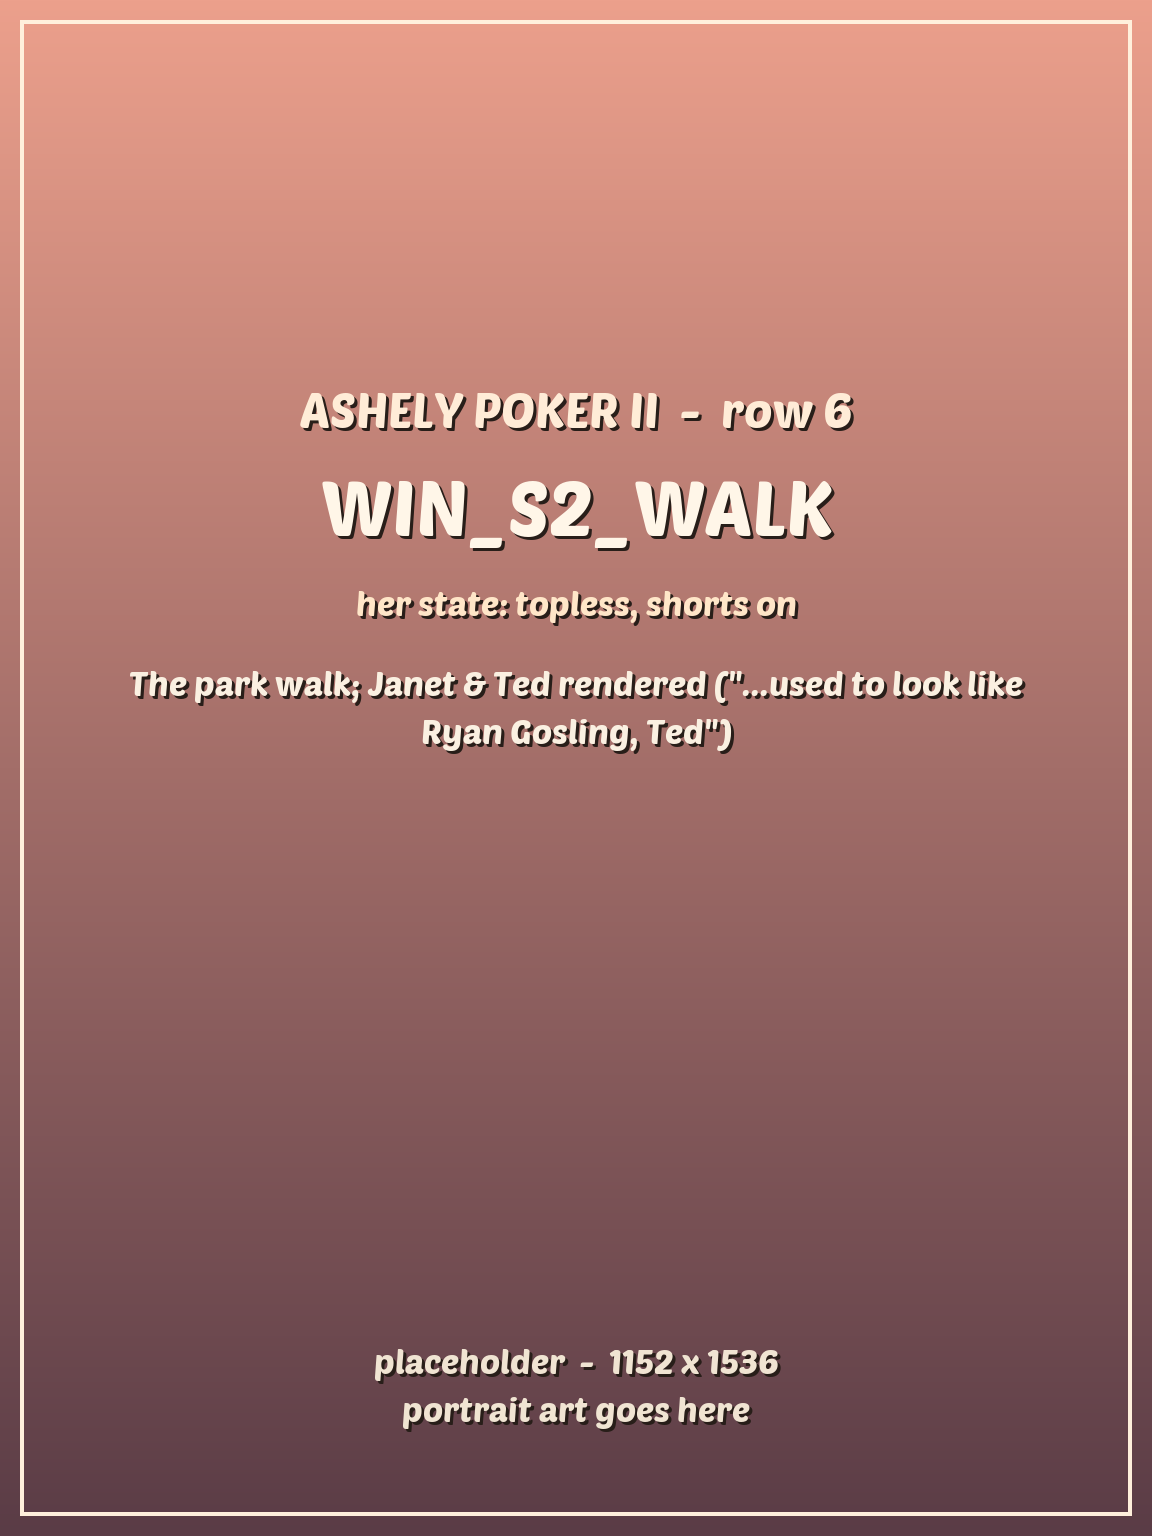 ASHELY POKER II - row 6
WIN_S2_WALK
her state: topless, shorts on
The park walk; Janet & Ted rendered ("...used to look like
Ryan Gosling, Ted")
placeholder - 1152 x 1536
portrait art goes here